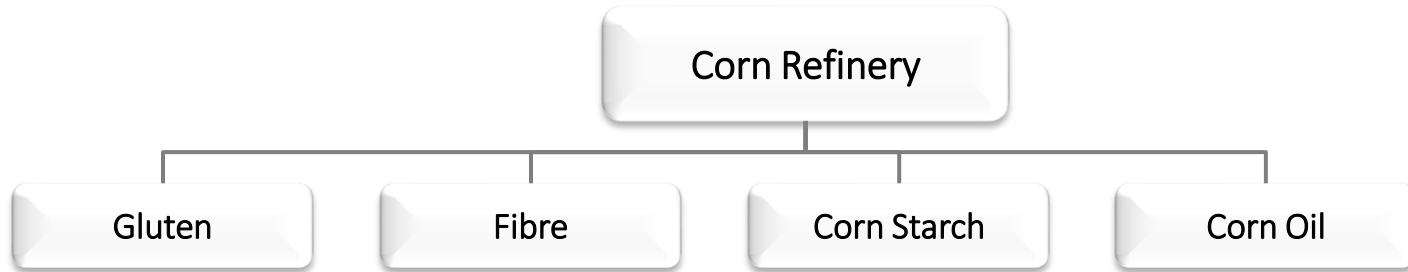 Corn Refinery
Gluten
Fibre
Corn Starch
Corn Oil